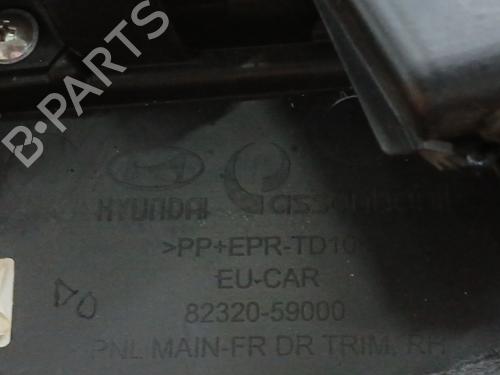 B-PARTS
HYUNDAI
>PP+EPR-TD10
EU-CAR
82320-59000
PNL MAIN-FR DR TRIM, RH